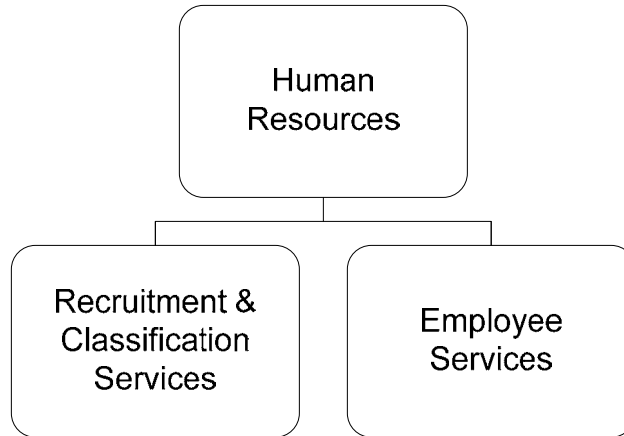 Human
Resources
Recruitment &
Classification
Services
Employee
Services